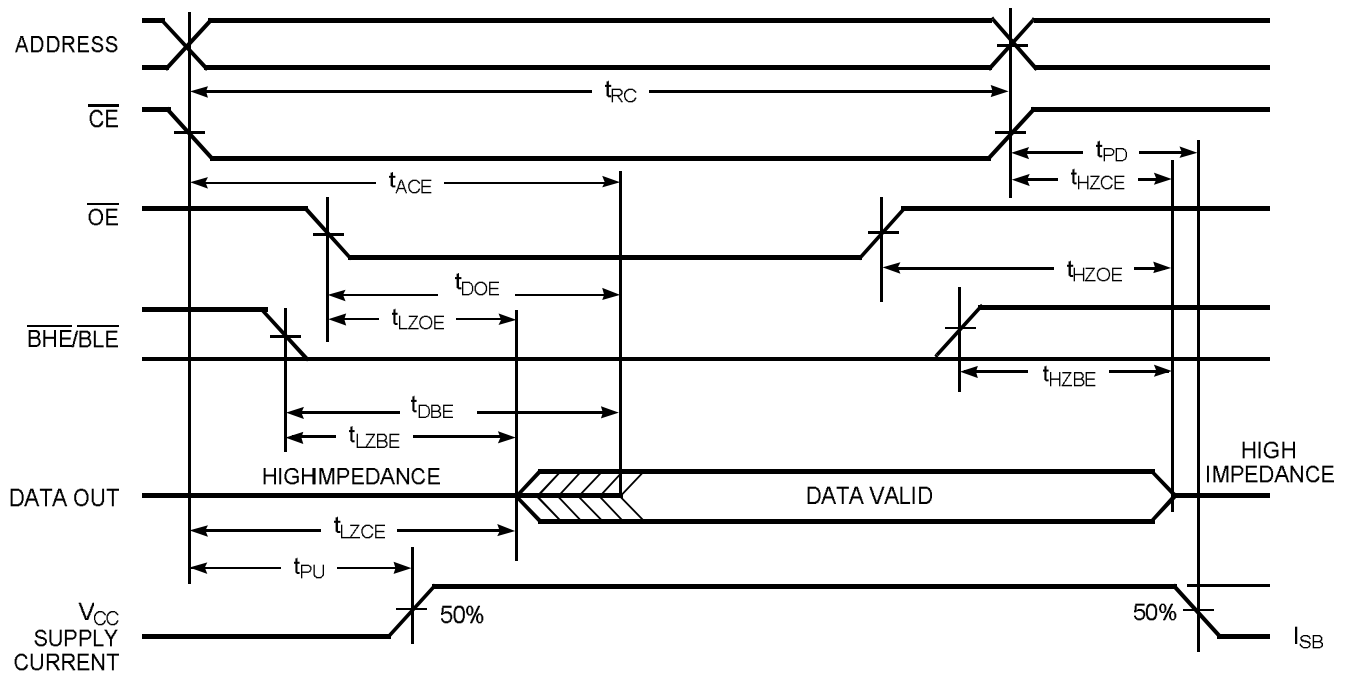 ADDRESS
tRC
CE
tPD
tACE
tHZCE
OE
tHZOE
tDOE
tLZOE
BHE/BLE
tHZBE
tDBE
tLZBE
HIGH
IMPEDANCE
HIGHIMPEDANCE
DATA OUT
DATA VALID
tLZCE
tPU
VCC
SUPPLY
CURRENT
50%
50%
ISB